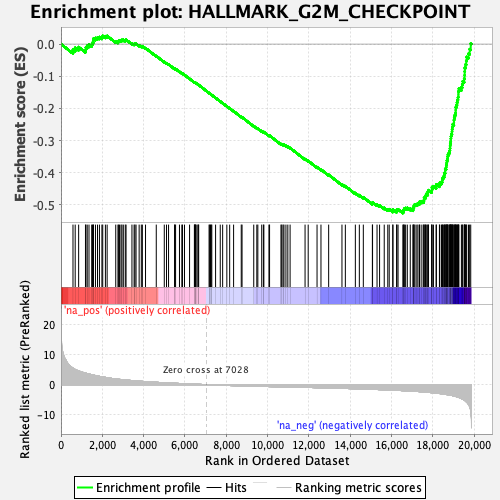 Enrichment plot: HALLMARK_G2M_CHECKPOINT
Enrichment score (ES)
0.0
-0.1
-0.2
-0.3
-0.4
-0.5
'na_pos' (positively correlated)
Ranked list metric (PreRanked)
20
10
0
-10
Zero cross at 7028
'na_neg' (negatively correlated)
0
2,000
4,000
6,000
8,000
10,000
12,000
14,000
16,000
18,000
20,000
Rank in Ordered Dataset
Enrichment profile
Hits
Ranking metric scores